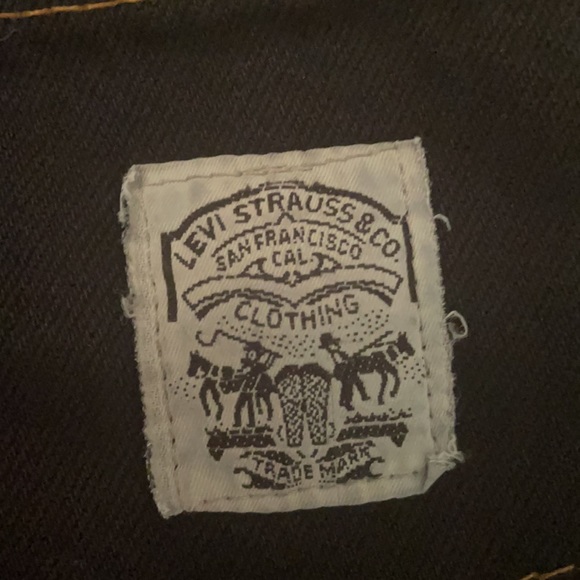 LEVI STRAUSS & CO.
SAN FRANCISCO
CAL.
CLOTHING
TRADE MARK